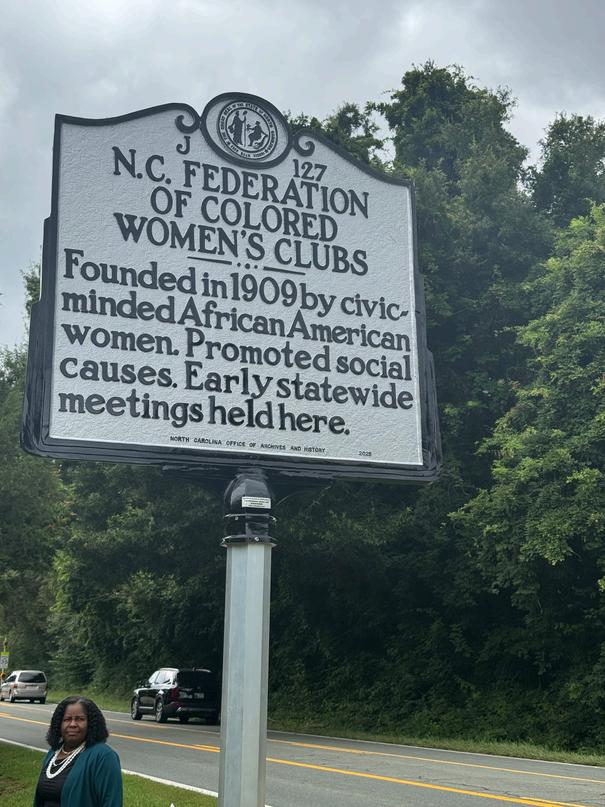 J 127
N.C. FEDERATION
OF COLORED
WOMEN'S CLUBS
Founded in 1909 by civic-
minded African American
women. Promoted social
causes. Early statewide
meetings held here.
NORTH CAROLINA OFFICE OF ARCHIVES AND HISTORY 2025